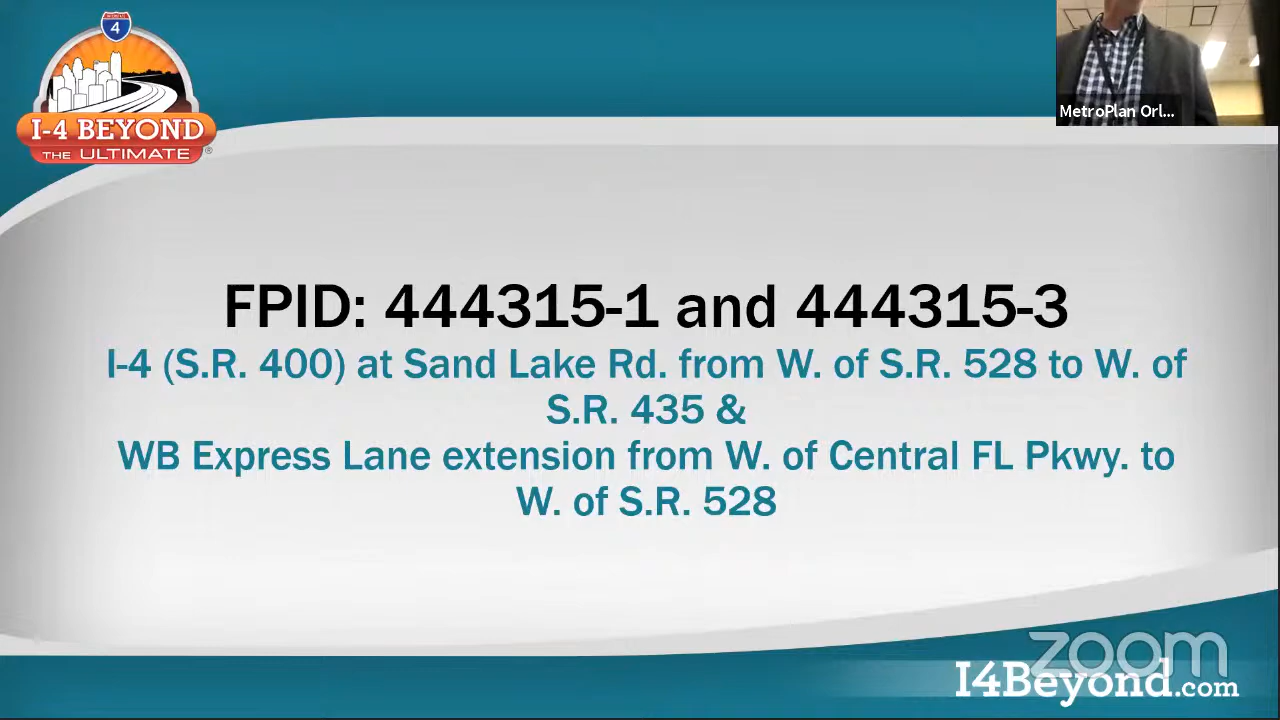 4
I-4 BEYOND
THE ULTIMATE®
MetroPlan Orl...
FPID: 444315-1 and 444315-3
I-4 (S.R. 400) at Sand Lake Rd. from W. of S.R. 528 to W. of
S.R. 435 &
WB Express Lane extension from W. of Central FL Pkwy. to
W. of S.R. 528
zoom
I4Beyond.com